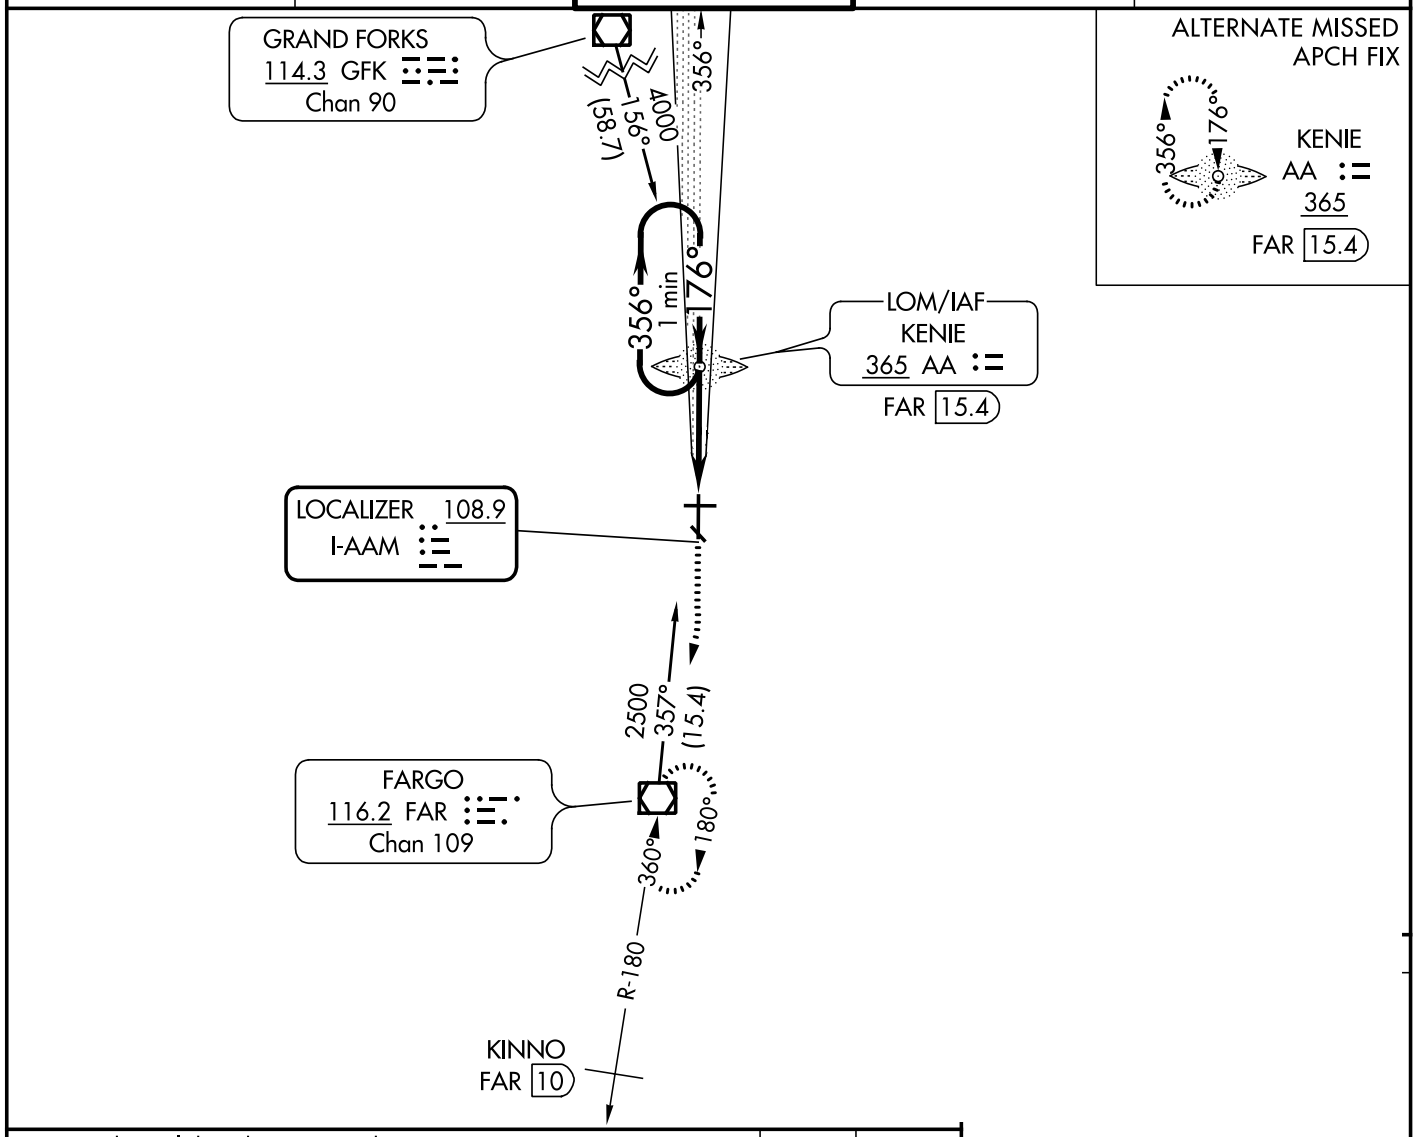 GRAND FORKS
114.3 GFK
Chan 90
356°
4000
156°
(58.7)
ALTERNATE MISSED
APCH FIX
356°
176°
KENIE
AA
365
FAR 15.4
356°
1 min
176°
LOM/IAF
KENIE
365 AA
FAR 15.4
LOCALIZER 108.9
I-AAM
2500
357°
(15.4)
FARGO
116.2 FAR
Chan 109
180°
360°
R-180
KINNO
FAR 10